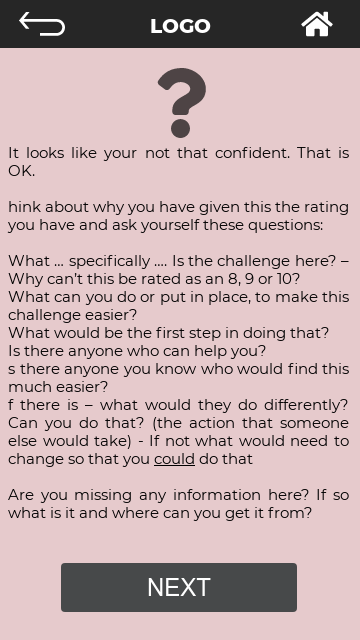 LOGO
?
It looks like your not that confident. That is
OK.
hink about why you have given this the rating
you have and ask yourself these questions:
What ... specifically .... Is the challenge here? –
Why can't this be rated as an 8, 9 or 10?
What can you do or put in place, to make this
challenge easier?
What would be the first step in doing that?
Is there anyone who can help you?
s there anyone you know who would find this
much easier?
f there is – what would they do differently?
Can you do that? (the action that someone
else would take) - If not what would need to
change so that you could do that
Are you missing any information here? If so
what is it and where can you get it from?
NEXT